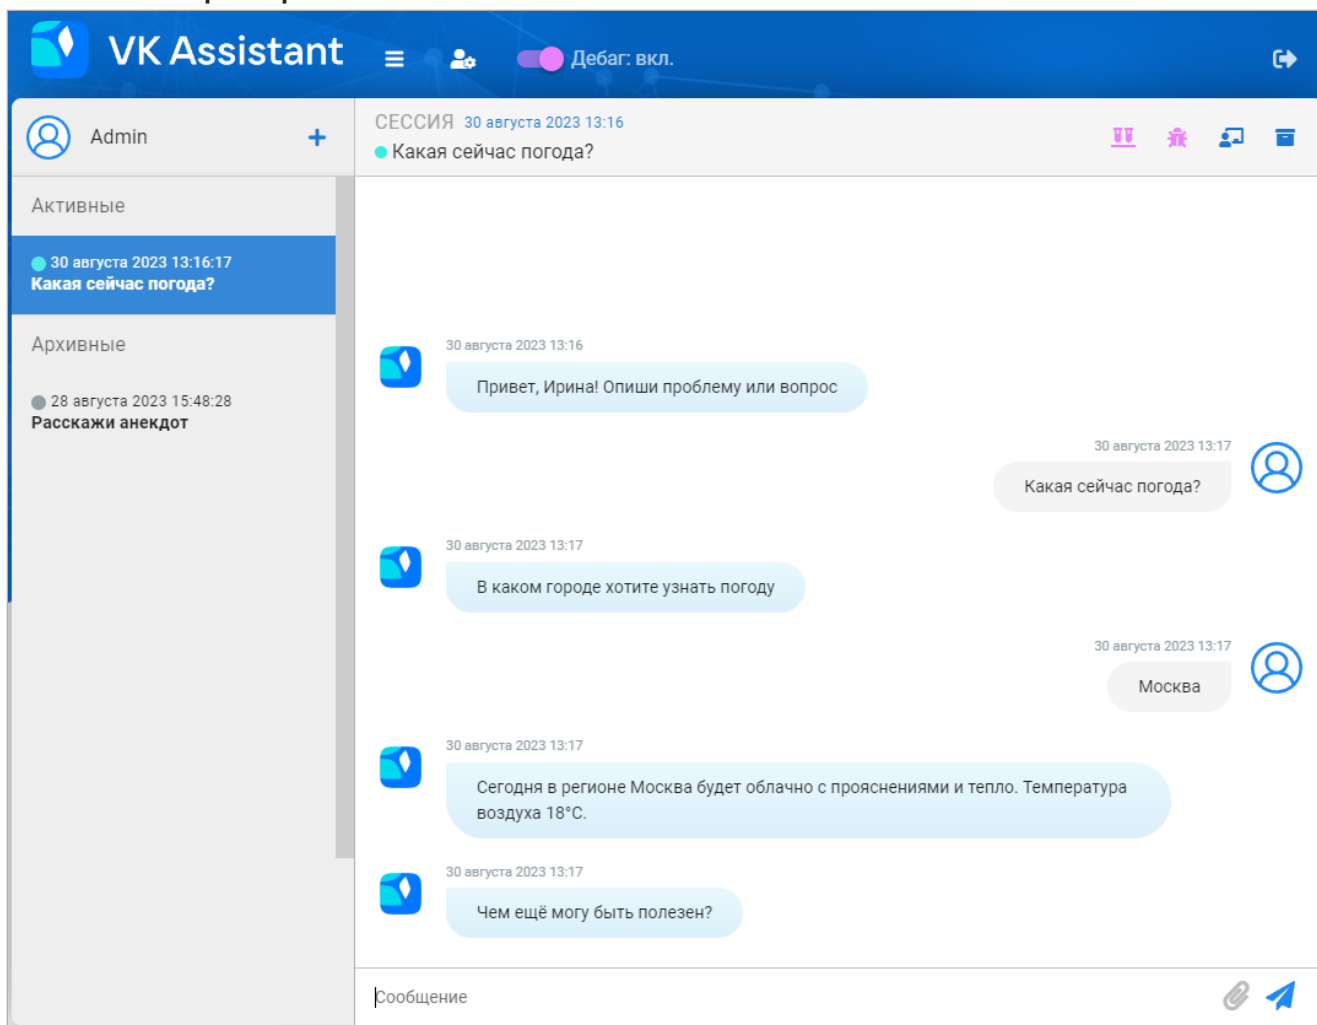 VK Assistant
Дебаг: вкл.
Admin
+
СЕССИЯ 30 августа 2023 13:16
Какая сейчас погода?
Активные
30 августа 2023 13:16:17
Какая сейчас погода?
Архивные
28 августа 2023 15:48:28
Расскажи анекдот
30 августа 2023 13:16
Привет, Ирина! Опиши проблему или вопрос
30 августа 2023 13:17
Какая сейчас погода?
30 августа 2023 13:17
В каком городе хотите узнать погоду
30 августа 2023 13:17
Москва
30 августа 2023 13:17
Сегодня в регионе Москва будет облачно с прояснениями и тепло. Температура
воздуха 18°C.
30 августа 2023 13:17
Чем ещё могу быть полезен?
Сообщение